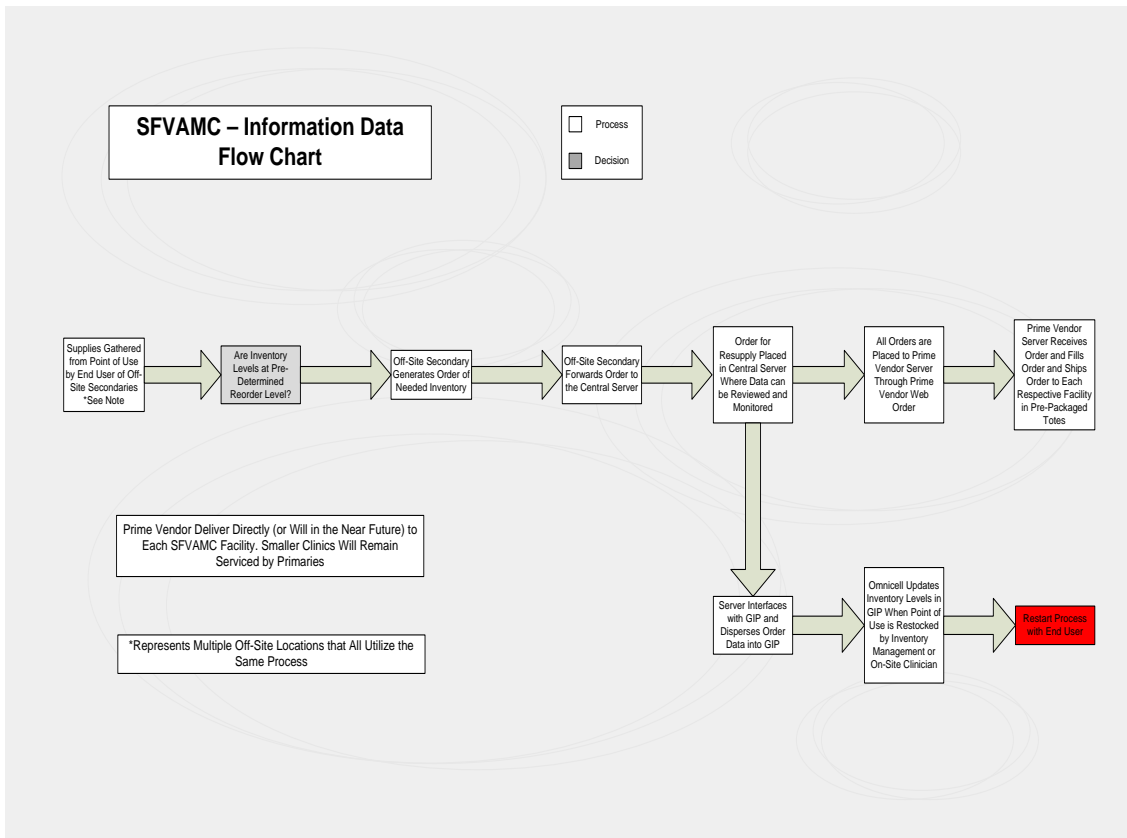 SFVAMC – Information Data
Flow Chart
Process
Decision
Supplies Gathered
from Point of Use
by End User of Off-
Site Secondaries
*See Note
Are Inventory
Levels at Pre-
Determined
Reorder Level?
Off-Site Secondary
Generates Order of
Needed Inventory
Off-Site Secondary
Forwards Order to
the Central Server
Order for
Resupply Placed
in Central Server
Where Data can
be Reviewed and
Monitored
All Orders are
Placed to Prime
Vendor Server
Through Prime
Vendor Web
Order
Prime Vendor
Server Receives
Order and Fills
Order and Ships
Order to Each
Respective Facility
in Pre-Packaged
Totes
Prime Vendor Deliver Directly (or Will in the Near Future) to
Each SFVAMC Facility. Smaller Clinics Will Remain
Serviced by Primaries
*Represents Multiple Off-Site Locations that All Utilize the
Same Process
Server Interfaces
with GIP and
Disperses Order
Data into GIP
Omnicell Updates
Inventory Levels in
GIP When Point of
Use is Restocked
by Inventory
Management or
On-Site Clinician
Restart Process
with End User